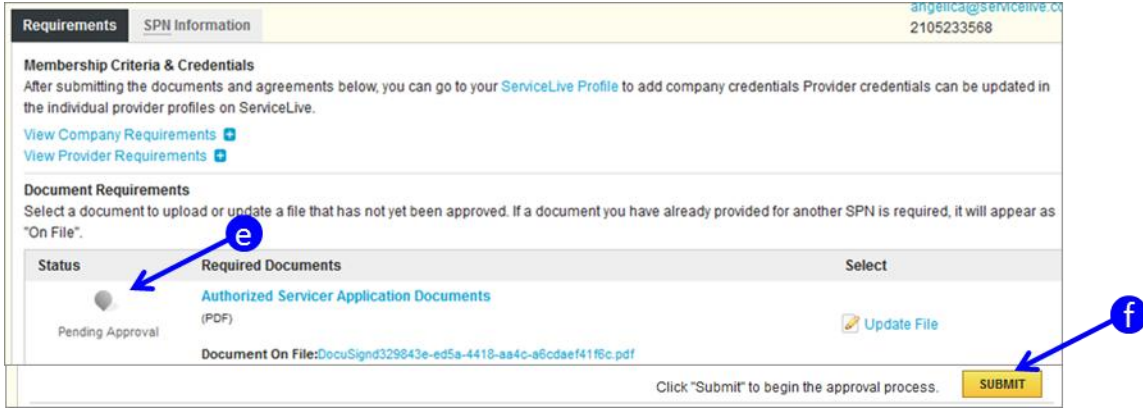 angelica@servicelive.co
Requirements SPN Information
2105233568
Membership Criteria & Credentials
After submitting the documents and agreements below, you can go to your ServiceLive Profile to add company credentials Provider credentials can be updated in
the individual provider profiles on ServiceLive.
View Company Requirements
View Provider Requirements
Document Requirements
Select a document to upload or update a file that has not yet been approved. If a document you have already provided for another SPN is required, it will appear as
"On File".
e
Status Required Documents Select
Authorized Servicer Application Documents
(PDF)
Pending Approval
Update File
f
Document On File:DocuSignd329843e-ed5a-4418-aa4c-a6cdaef41f6c.pdf
Click "Submit" to begin the approval process. SUBMIT